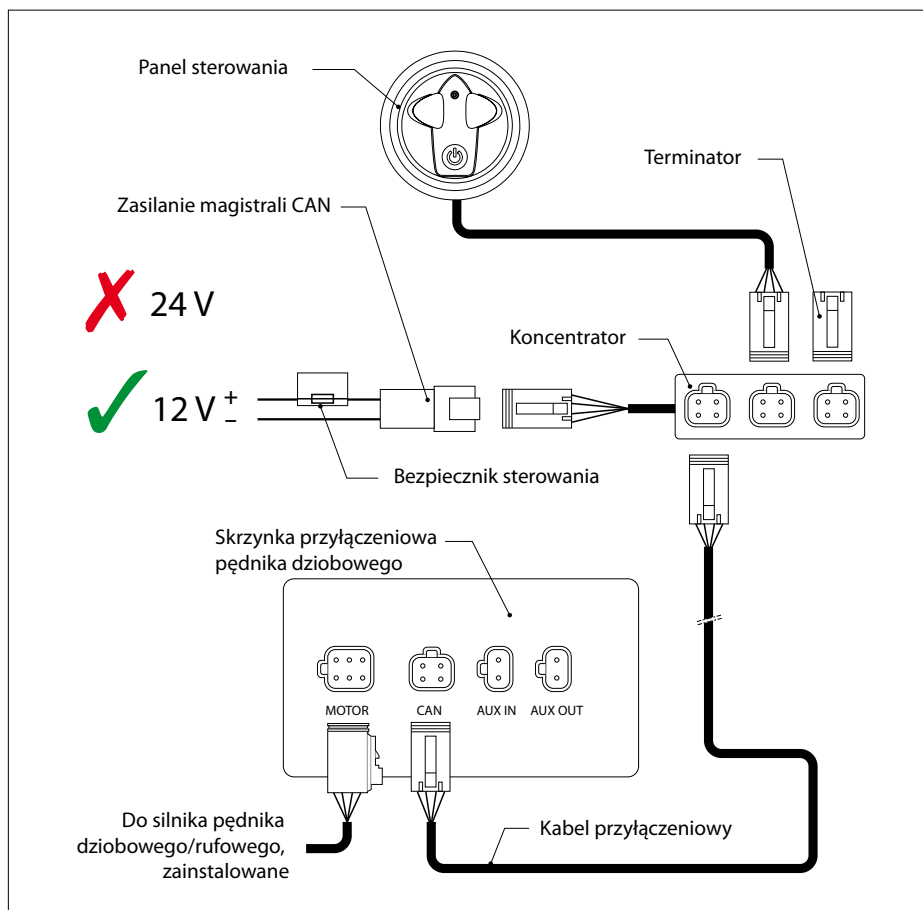 Panel sterowania
Terminator
Zasilanie magistrali CAN
24 V
Koncentrator
12 V + –
Bezpiecznik sterowania
Skrzynka przyłączeniowa
pędnika dziobowego
MOTOR CAN AUX IN AUX OUT
Do silnika pędnika
dziobowego/rufowego,
zainstalowane
Kabel przyłączeniowy